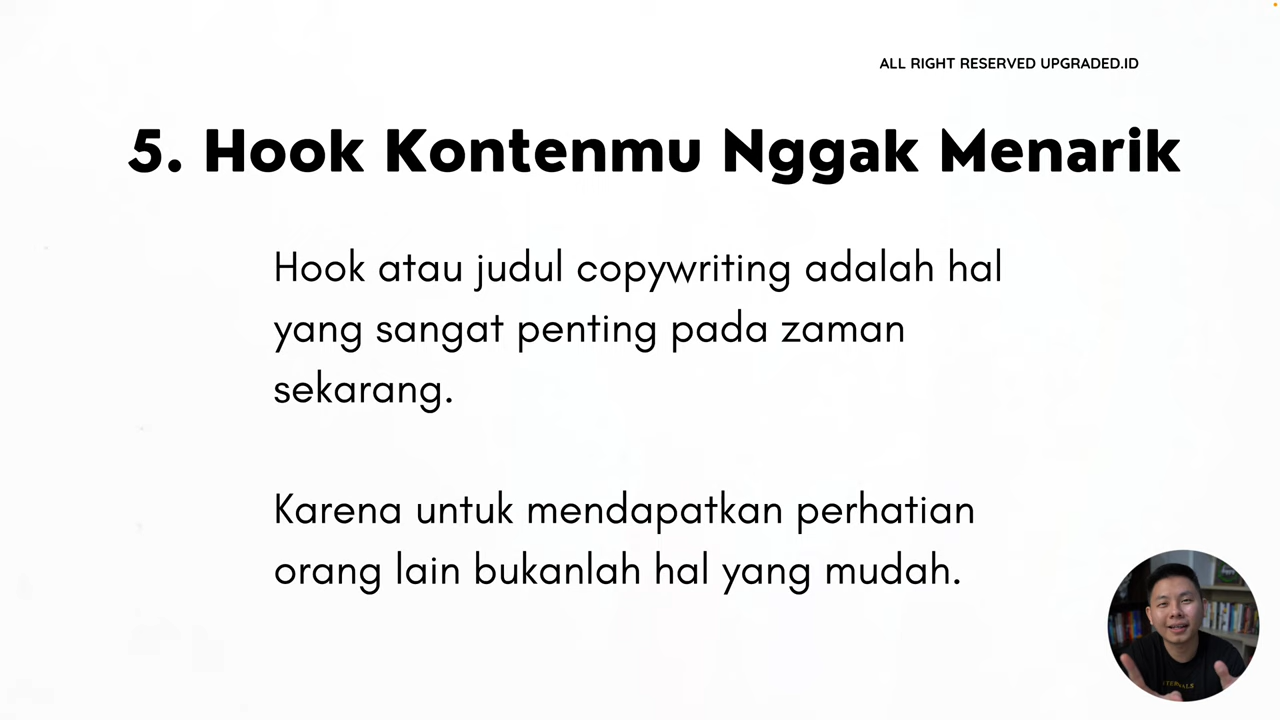 ALL RIGHT RESERVED UPGRADED.ID
5. Hook Kontenmu Nggak Menarik
Hook atau judul copywriting adalah hal
yang sangat penting pada zaman
sekarang.
Karena untuk mendapatkan perhatian
orang lain bukanlah hal yang mudah.